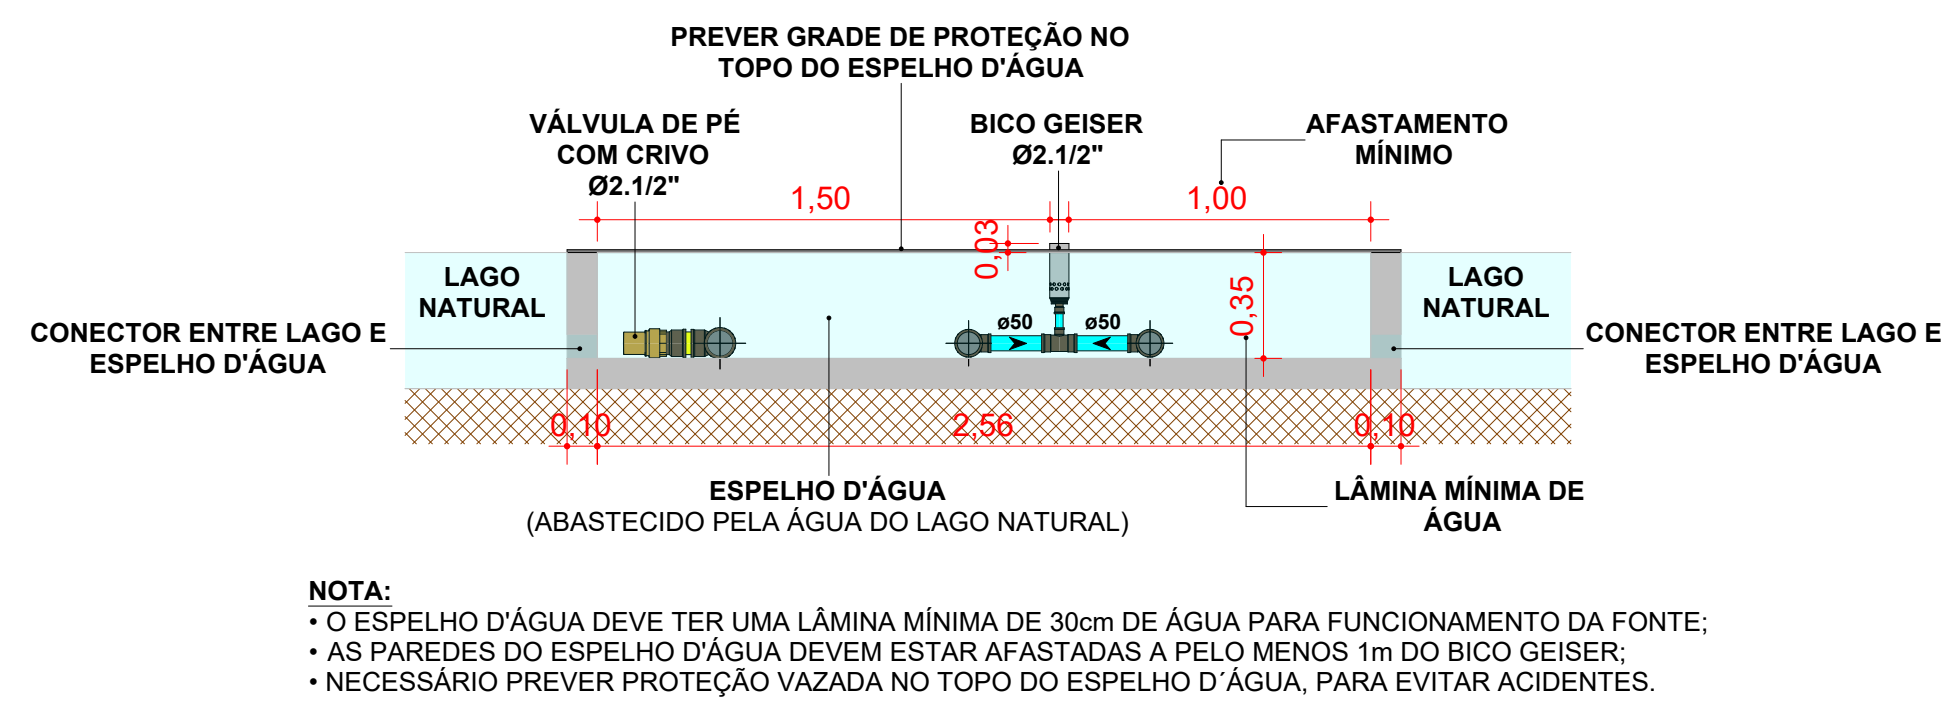 PREVER GRADE DE PROTEÇÃO NO
TOPO DO ESPELHO D'ÁGUA
VÁLVULA DE PÉ
COM CRIVO
Ø2.1/2"
BICO GEISER
Ø2.1/2"
AFASTAMENTO
MÍNIMO
1,50
1,00
0,03
LAGO
NATURAL
LAGO
NATURAL
0,35
ø50
ø50
CONECTOR ENTRE LAGO E
ESPELHO D'ÁGUA
CONECTOR ENTRE LAGO E
ESPELHO D'ÁGUA
0,10
2,56
0,10
ESPELHO D'ÁGUA
(ABASTECIDO PELA ÁGUA DO LAGO NATURAL)
LÂMINA MÍNIMA DE
ÁGUA
NOTA:
• O ESPELHO D'ÁGUA DEVE TER UMA LÂMINA MÍNIMA DE 30cm DE ÁGUA PARA FUNCIONAMENTO DA FONTE;
• AS PAREDES DO ESPELHO D'ÁGUA DEVEM ESTAR AFASTADAS A PELO MENOS 1m DO BICO GEISER;
• NECESSÁRIO PREVER PROTEÇÃO VAZADA NO TOPO DO ESPELHO D´ÁGUA, PARA EVITAR ACIDENTES.